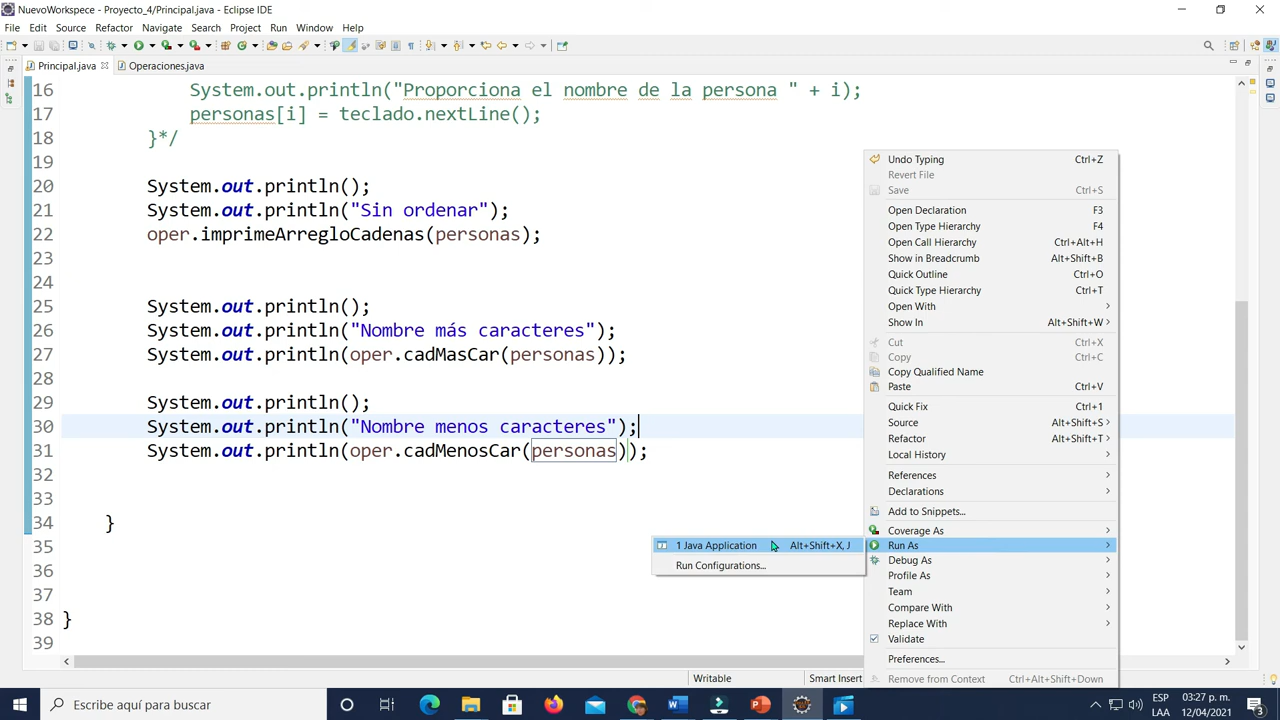 NuevoWorkspece - Proyecto_4/Principal.java - Eclipse IDE
File Edit Source Refactor Navigate Search Project Run Window Help
Principal.java Operaciones.java
16 System.out.println("Proporciona el nombre de la persona " + i);
17 personas[i] = teclado.nextLine();
18 }*/
19
20 System.out.println();
21 System.out.println("Sin ordenar");
22 oper.imprimeArregloCadenas(personas);
23
24
25 System.out.println();
26 System.out.println("Nombre más caracteres");
27 System.out.println(oper.cadMasCar(personas));
28
29 System.out.println();
30 System.out.println("Nombre menos caracteres");
31 System.out.println(oper.cadMenosCar(personas));
32
33
34 }
35
36
37
38 }
39
Undo Typing Ctrl+Z
Revert File
Save Ctrl+S
Open Declaration F3
Open Type Hierarchy F4
Open Call Hierarchy Ctrl+Alt+H
Show in Breadcrumb Alt+Shift+B
Quick Outline Ctrl+O
Quick Type Hierarchy Ctrl+T
Open With
Show In Alt+Shift+W
Cut Ctrl+X
Copy Ctrl+C
Copy Qualified Name
Paste Ctrl+V
Quick Fix Ctrl+1
Source Alt+Shift+S
Refactor Alt+Shift+T
Local History
References
Declarations
Add to Snippets...
Coverage As
Run As
Debug As
Profile As
Team
Compare With
Replace With
Validate
Preferences...
Remove from Context Ctrl+Alt+Shift+Down
1 Java Application Alt+Shift+X, J
Run Configurations...
Writable Smart Insert
Escribe aquí para buscar
ESP 03:27 p. m.
LAA 12/04/2021
3